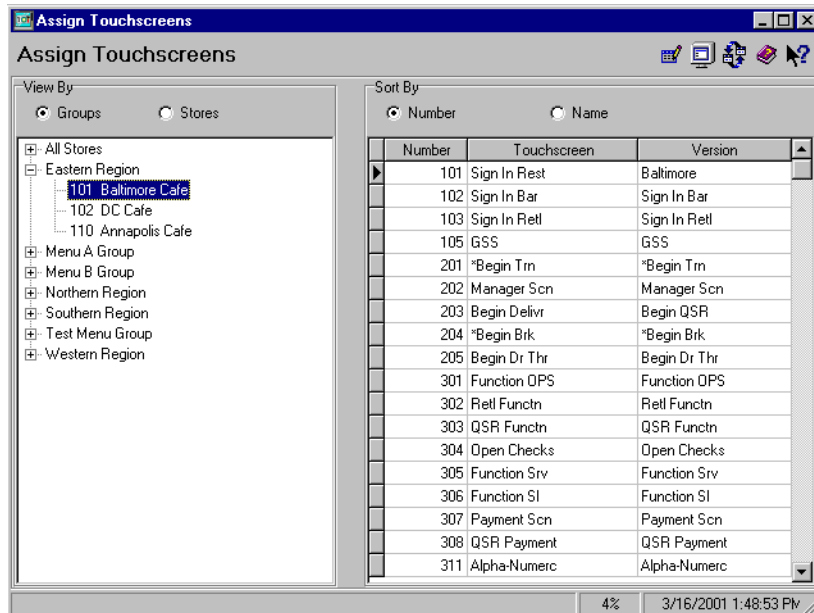 Assign Touchscreens
Assign Touchscreens
View By
Groups
Stores
All Stores
Eastern Region
101 Baltimore Cafe
102 DC Cafe
110 Annapolis Cafe
Menu A Group
Menu B Group
Northern Region
Southern Region
Test Menu Group
Western Region
Sort By
Number
Name
Number Touchscreen Version
101 Sign In Rest Baltimore
102 Sign In Bar Sign In Bar
103 Sign In Retl Sign In Retl
105 GSS GSS
201 *Begin Trn *Begin Trn
202 Manager Scn Manager Scn
203 Begin Delivr Begin QSR
204 *Begin Brk *Begin Brk
205 Begin Dr Thr Begin Dr Thr
301 Function OPS Function OPS
302 Retl Functn Retl Functn
303 QSR Functn QSR Functn
304 Open Checks Open Checks
305 Function Srv Function Srv
306 Function SI Function SI
307 Payment Scn Payment Scn
308 QSR Payment QSR Payment
311 Alpha-Numerc Alpha-Numerc
4% 3/16/2001 1:48:53 PM